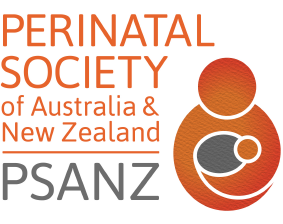 PERINATAL
SOCIETY
of Australia &
New Zealand
PSANZ